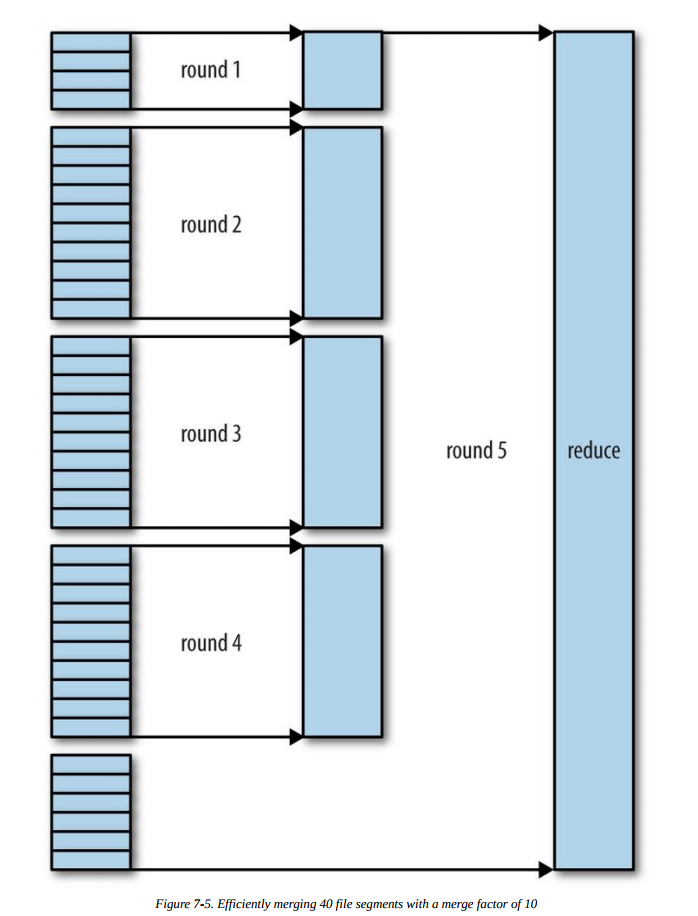 round 1
round 2
round 3
round 5
reduce
round 4
Figure 7-5. Efficiently merging 40 file segments with a merge factor of 10